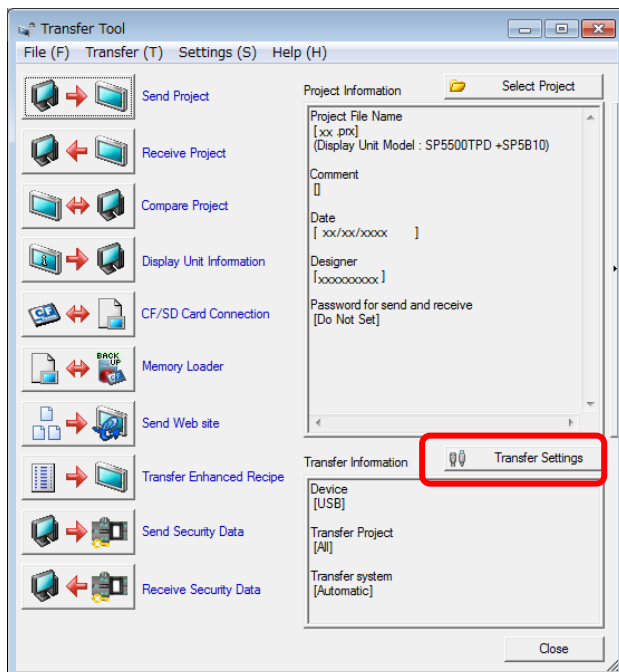 Transfer Tool
File (F) Transfer (T) Settings (S) Help (H)
Send Project
Receive Project
Compare Project
Display Unit Information
CF/SD Card Connection
BACK UP
Memory Loader
Send Web site
Transfer Enhanced Recipe
Send Security Data
Receive Security Data
Project Information
Select Project
Project File Name
[xx .prx]
(Display Unit Model : SP5500TPD +SP5B10)
Comment
[]
Date
[ xx/xx/xxxx ]
Designer
[xxxxxxxxx ]
Password for send and receive
[Do Not Set]
Transfer Information
Transfer Settings
Device
[USB]
Transfer Project
[All]
Transfer system
[Automatic]
Close